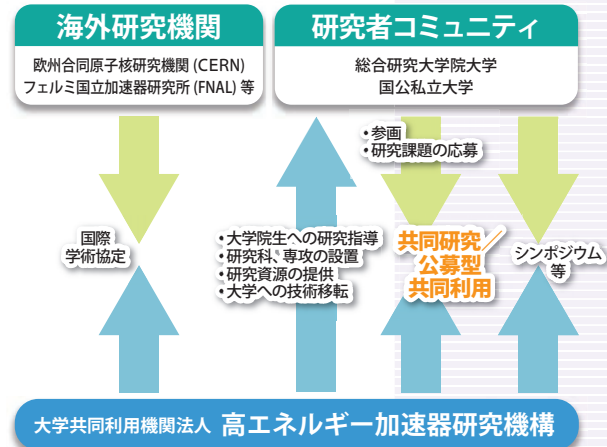 海外研究機関
欧州合同原子核研究機関 (CERN)
フェルミ国立加速器研究所 (FNAL) 等
研究者コミュニティ
総合研究大学院大学
国公私立大学
・参画
・研究課題の応募
国際
学術協定
・大学院生への研究指導
・研究科、専攻の設置
・研究資源の提供
・大学への技術移転
共同研究／
公募型
共同利用
シンポジウム
等
大学共同利用機関法人 高エネルギー加速器研究機構